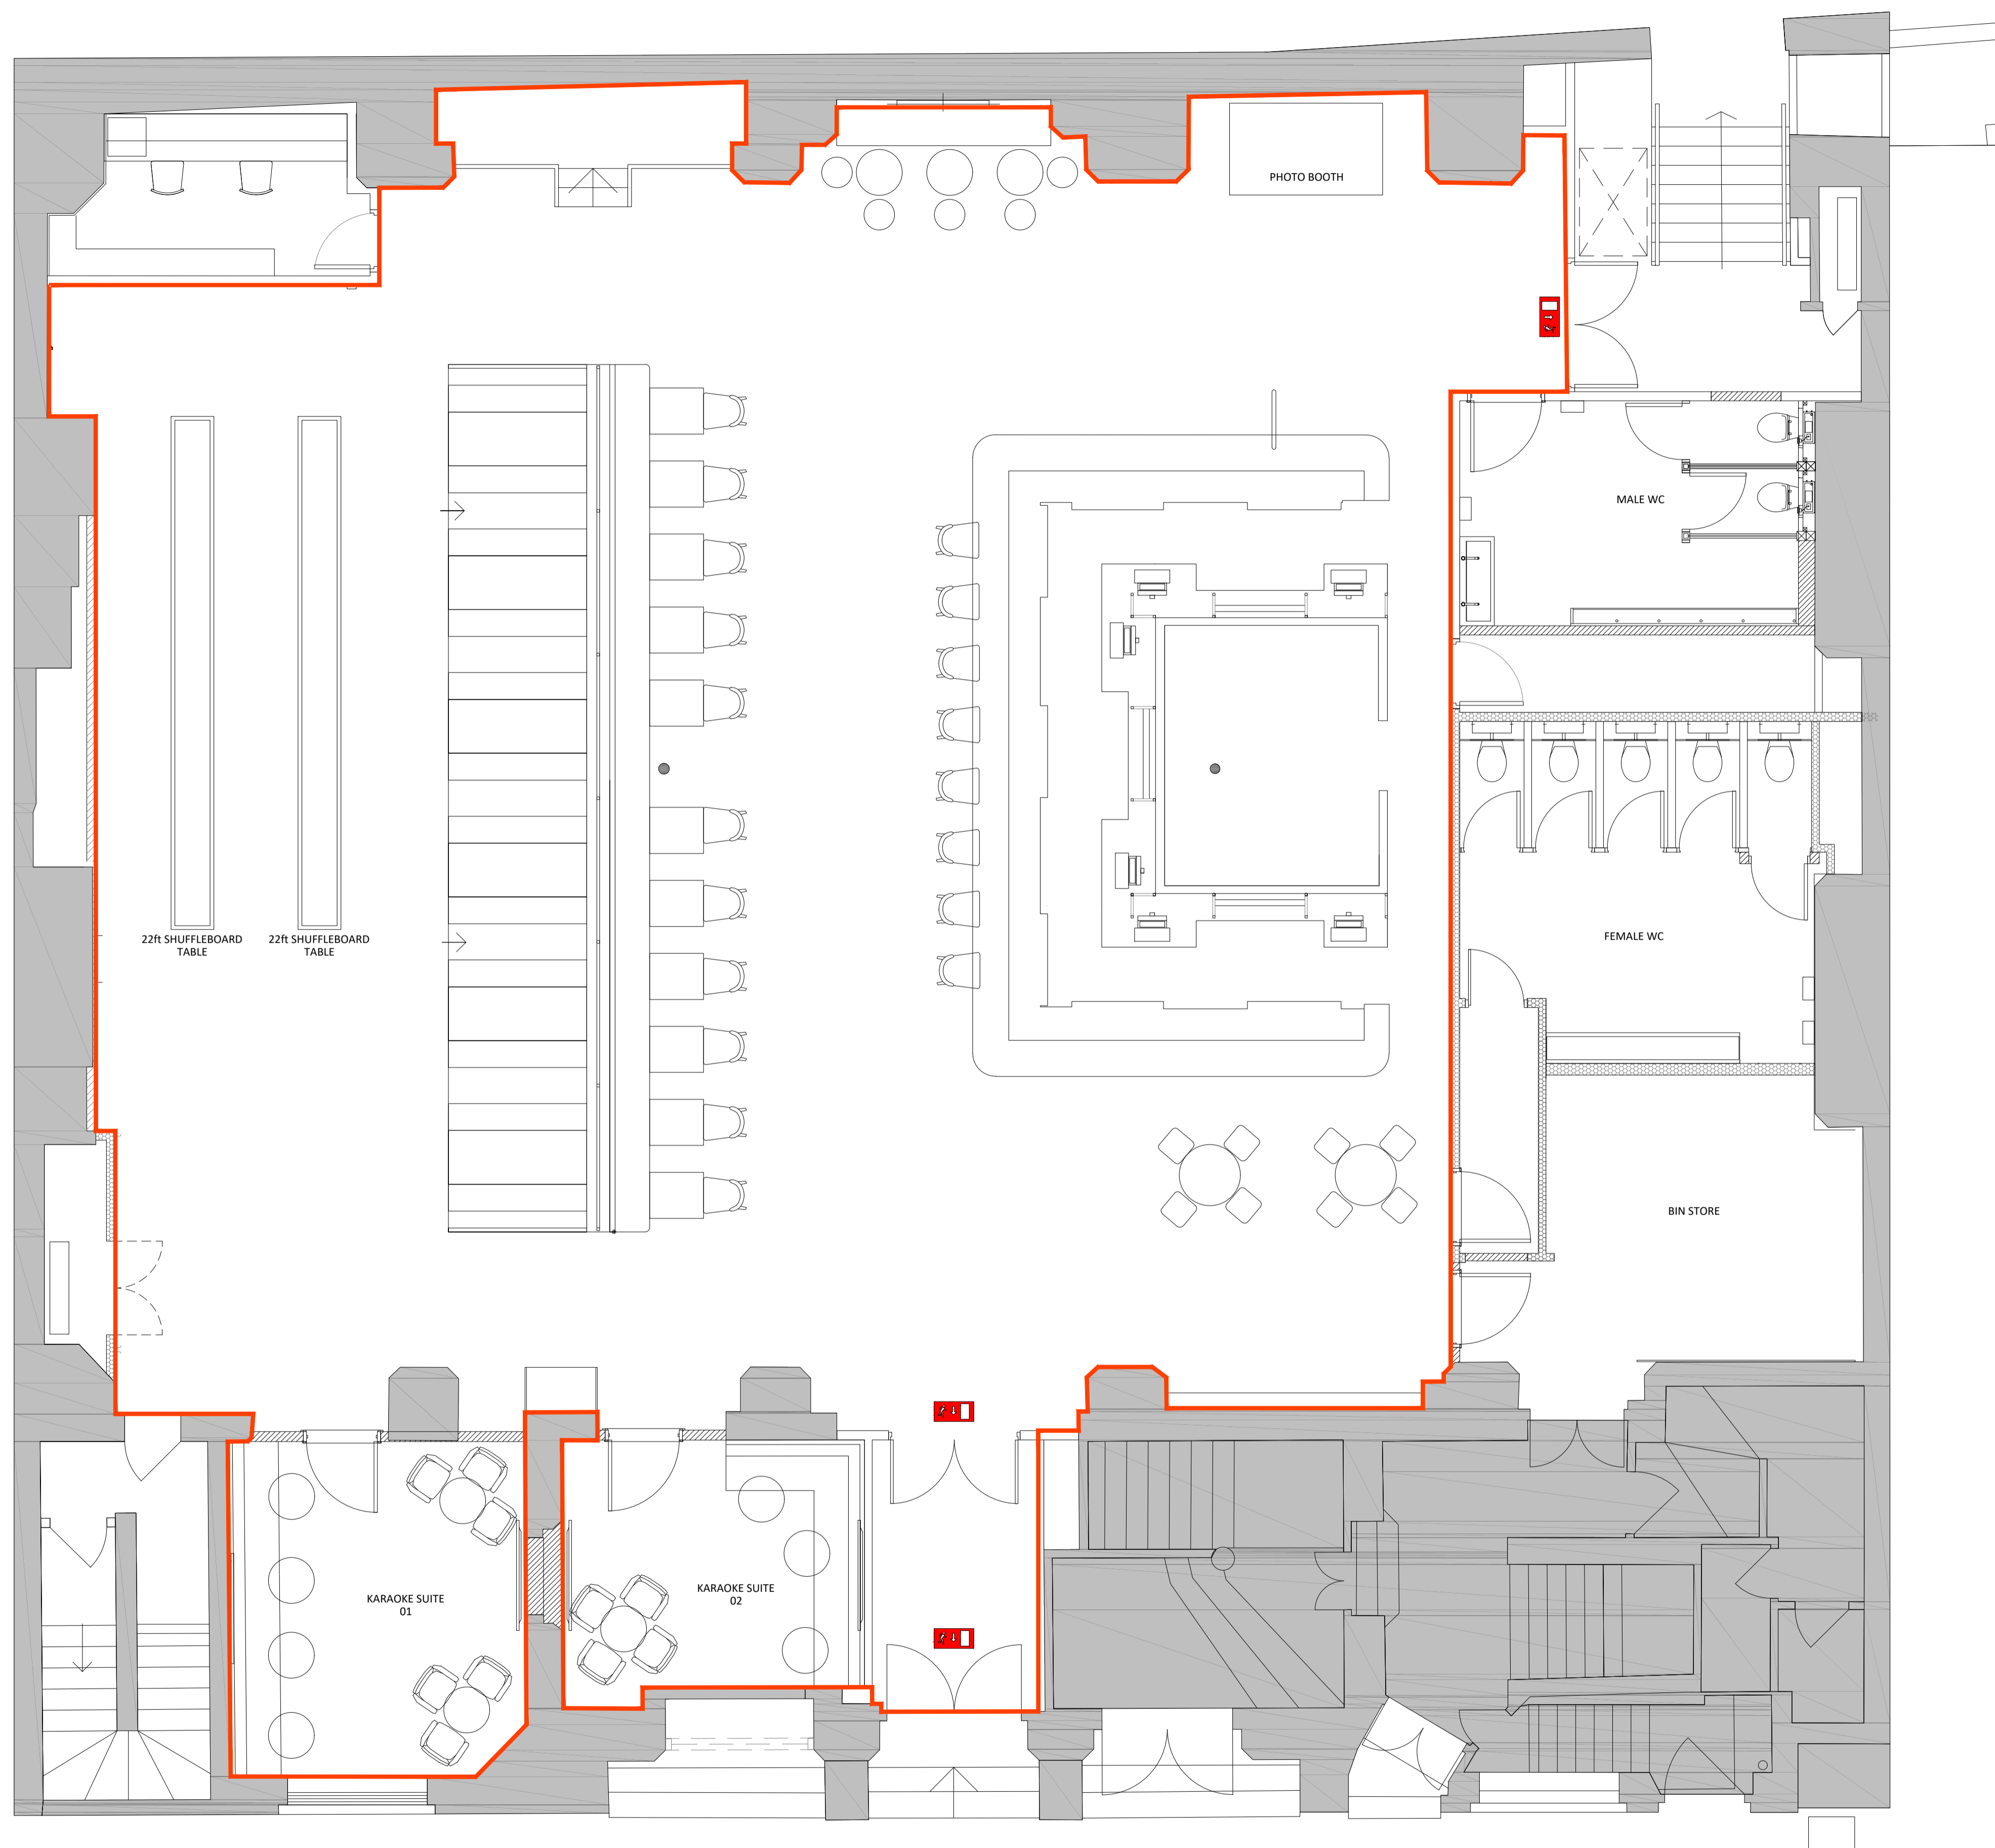 PHOTO BOOTH
MALE WC
22ft SHUFFLEBOARD
TABLE
22ft SHUFFLEBOARD
TABLE
FEMALE WC
BIN STORE
KARAOKE SUITE
01
KARAOKE SUITE
02